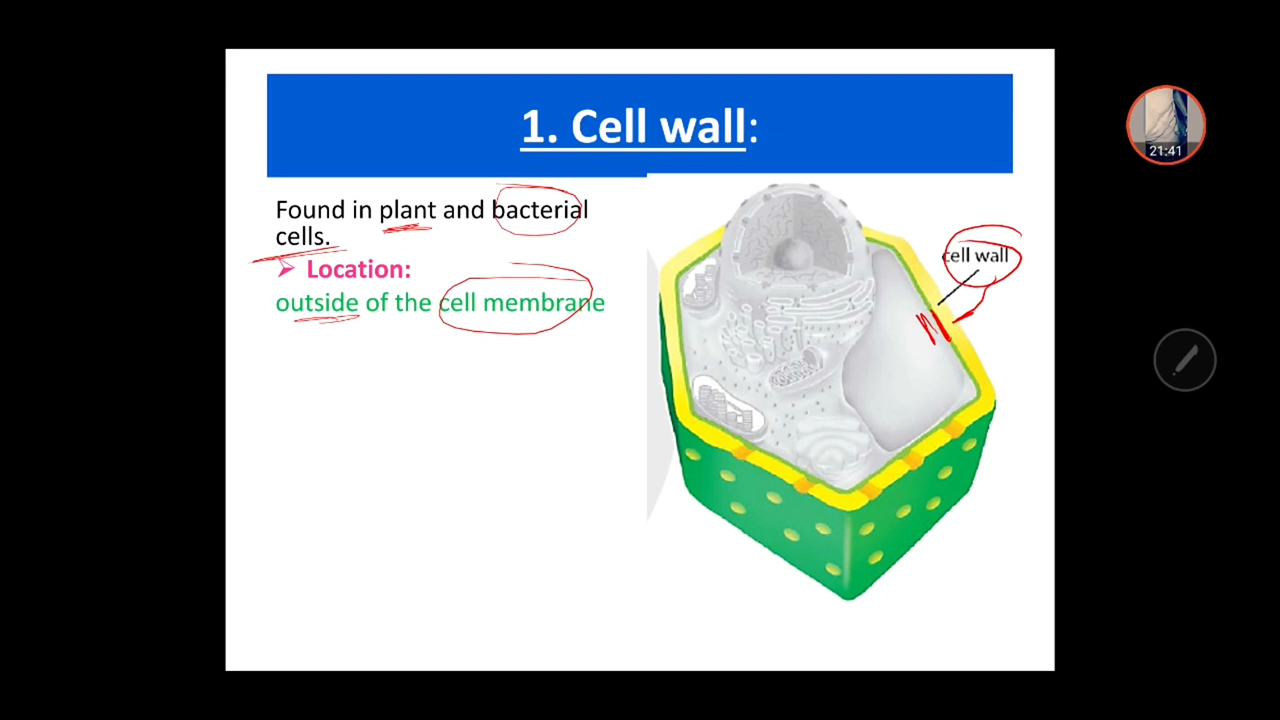 1. Cell wall:
Found in plant and bacterial
cells.
➢ Location:
outside of the cell membrane
cell wall
21:41